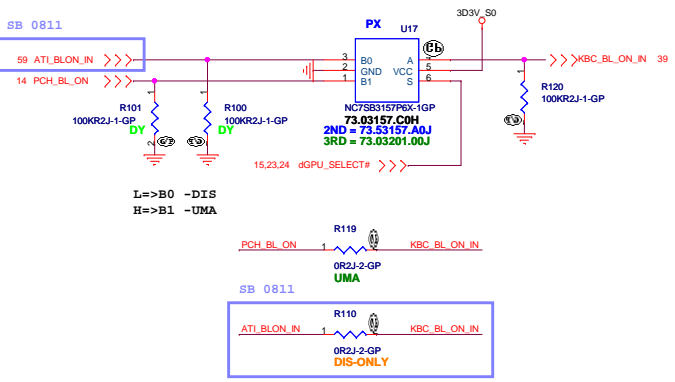 SB 0811
3D3V_S0
PX
U17
59 ATI_BLON_IN
3 B0 A 4
KBC_BL_ON_IN 39
2 GND VCC 5
14 PCH_BL_ON
1 B1 S 6
1
1
1
R101
100KR2J-1-GP
DY
2
R100
100KR2J-1-GP
DY
R120
100KR2J-1-GP
NC7SB3157P6X-1GP
73.03157.C0H
2ND = 73.53157.A0J
3RD = 73.03201.00J
15,23,24 dGPU_SELECT#
L=>B0 -DIS
H=>B1 -UMA
R119
PCH_BL_ON 1 KBC_BL_ON_IN
0R2J-2-GP
UMA
SB 0811
R110
ATI_BLON_IN 1 KBC_BL_ON_IN
0R2J-2-GP
DIS-ONLY